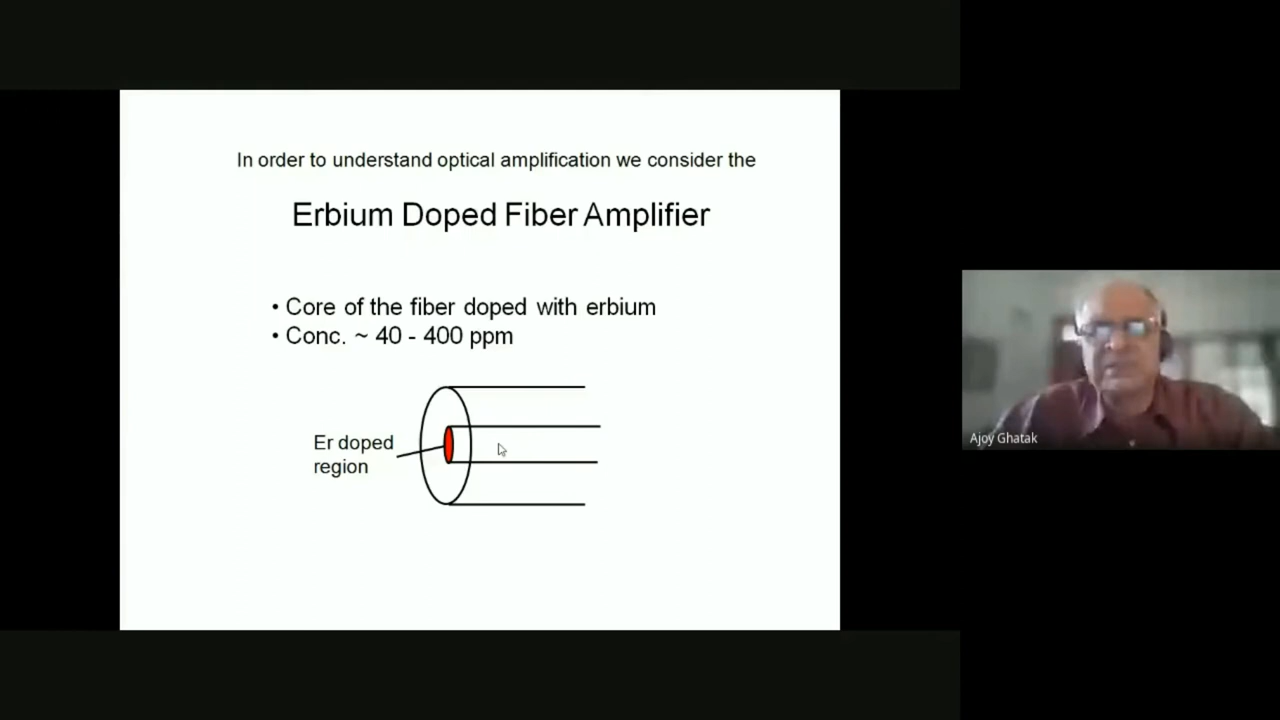 In order to understand optical amplification we consider the
Erbium Doped Fiber Amplifier
• Core of the fiber doped with erbium
• Conc. ~ 40 - 400 ppm
Er doped
region
Ajoy Ghatak